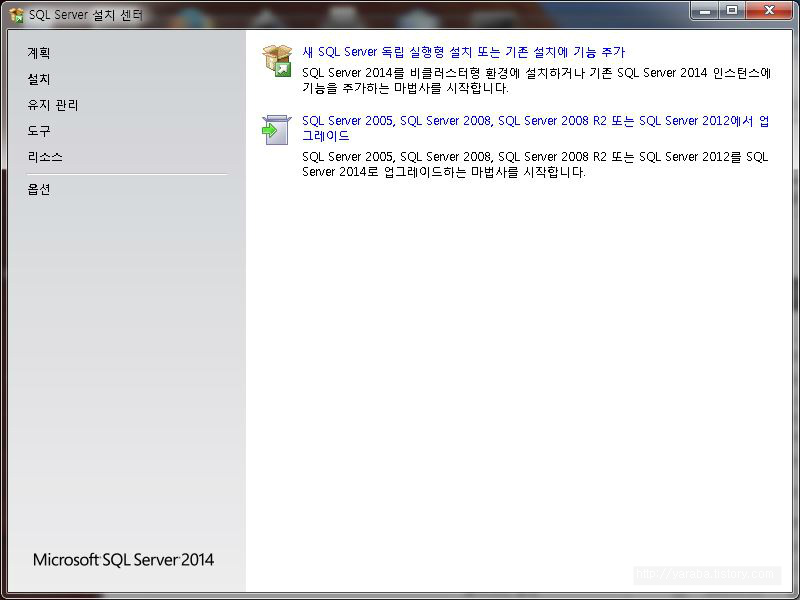 SQL Server 설치 센터
계획
설치
유지 관리
도구
리소스
옵션
새 SQL Server 독립 실행형 설치 또는 기존 설치에 기능 추가
SQL Server 2014를 비클러스터형 환경에 설치하거나 기존 SQL Server 2014 인스턴스에
기능을 추가하는 마법사를 시작합니다.
SQL Server 2005, SQL Server 2008, SQL Server 2008 R2 또는 SQL Server 2012에서 업
그레이드
SQL Server 2005, SQL Server 2008, SQL Server 2008 R2 또는 SQL Server 2012를 SQL
Server 2014로 업그레이드하는 마법사를 시작합니다.
Microsoft SQL Server 2014